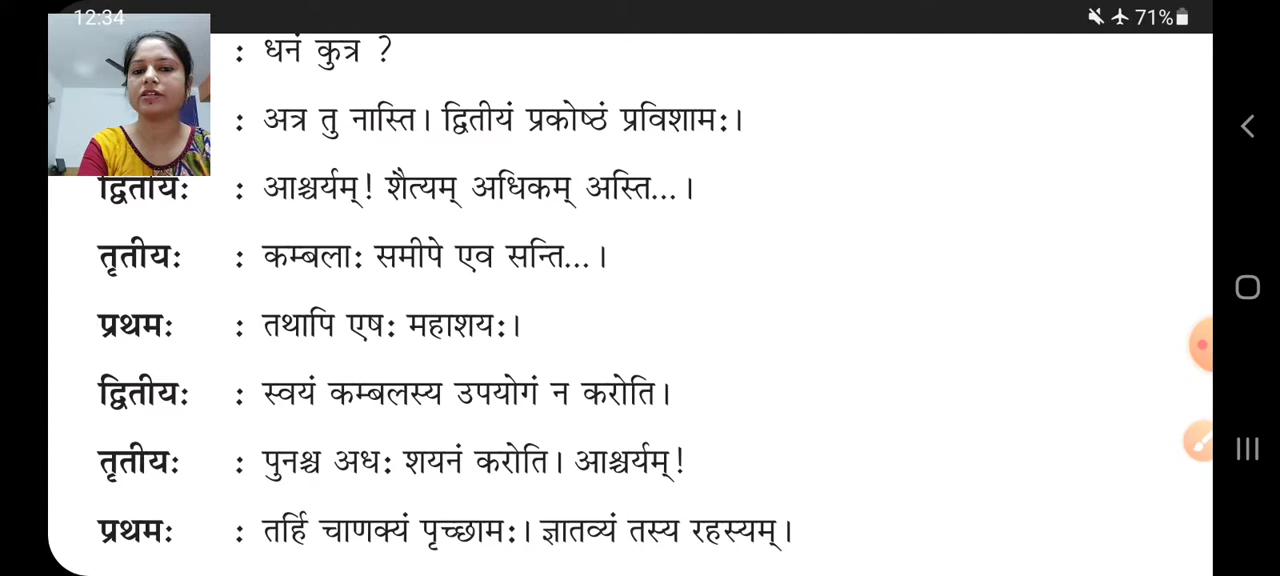 12:34 71%
: धनं कुत्र ?
: अत्र तु नास्ति। द्वितीयं प्रकोष्ठं प्रविशामः।
द्वितीयः : आश्चर्यम्! शैत्यम् अधिकम् अस्ति...।
तृतीयः : कम्बलाः समीपे एव सन्ति...।
प्रथमः : तथापि एषः महाशयः।
द्वितीयः : स्वयं कम्बलस्य उपयोगं न करोति।
तृतीयः : पुनश्च अधः शयनं करोति। आश्चर्यम्!
प्रथमः : तर्हि चाणक्यं पृच्छामः। ज्ञातव्यं तस्य रहस्यम्।